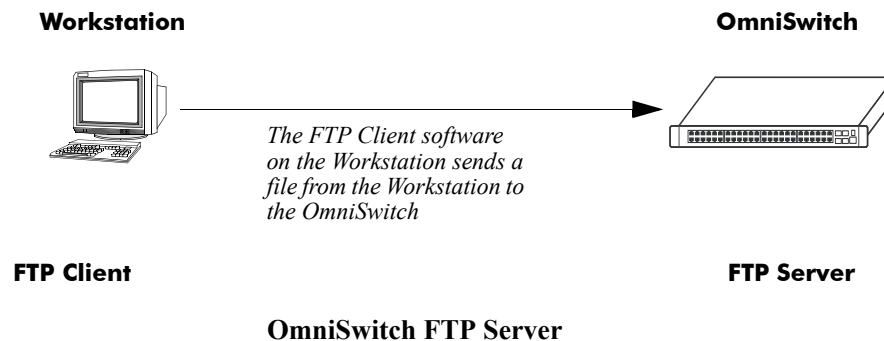 Workstation
OmniSwitch
The FTP Client software
on the Workstation sends a
file from the Workstation to
the OmniSwitch
FTP Client
FTP Server
OmniSwitch FTP Server